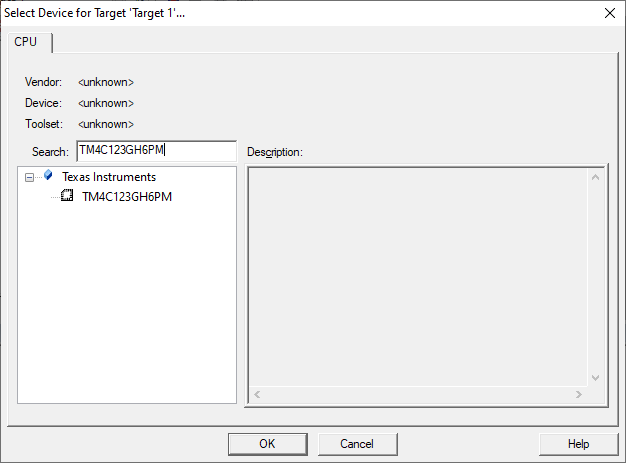 Select Device for Target 'Target 1'...
CPU
Vendor: <unknown>
Device: <unknown>
Toolset: <unknown>
Search: TM4C123GH6PM
Description:
Texas Instruments
TM4C123GH6PM
OK
Cancel
Help